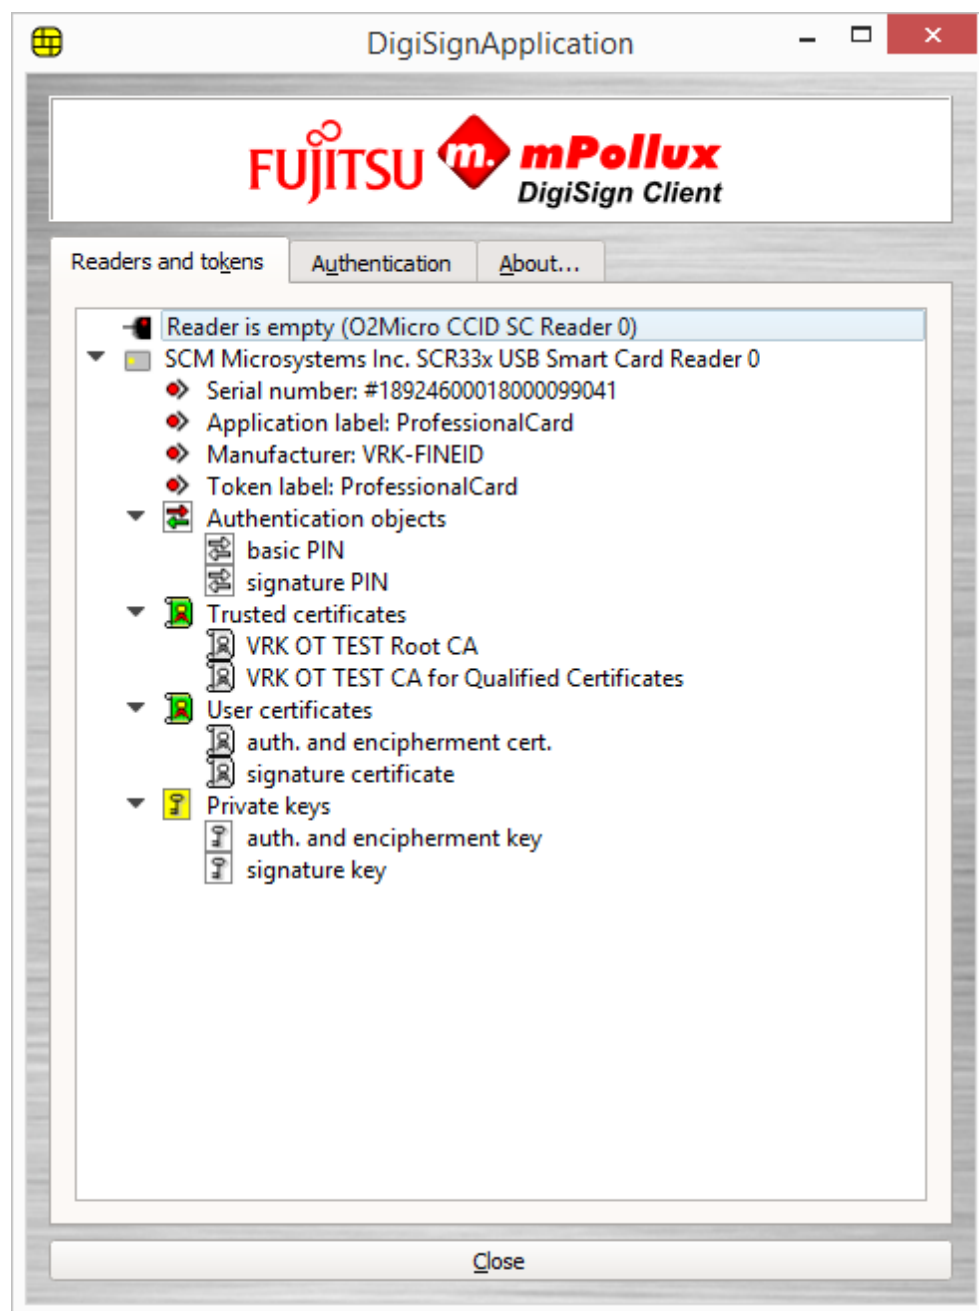 DigiSignApplication
FUJITSU m. mPollux
DigiSign Client
Readers and tokens Authentication About...
Reader is empty (O2Micro CCID SC Reader 0)
SCM Microsystems Inc. SCR33x USB Smart Card Reader 0
Serial number: #18924600018000099041
Application label: ProfessionalCard
Manufacturer: VRK-FINEID
Token label: ProfessionalCard
Authentication objects
basic PIN
signature PIN
Trusted certificates
VRK OT TEST Root CA
VRK OT TEST CA for Qualified Certificates
User certificates
auth. and encipherment cert.
signature certificate
Private keys
auth. and encipherment key
signature key
Close